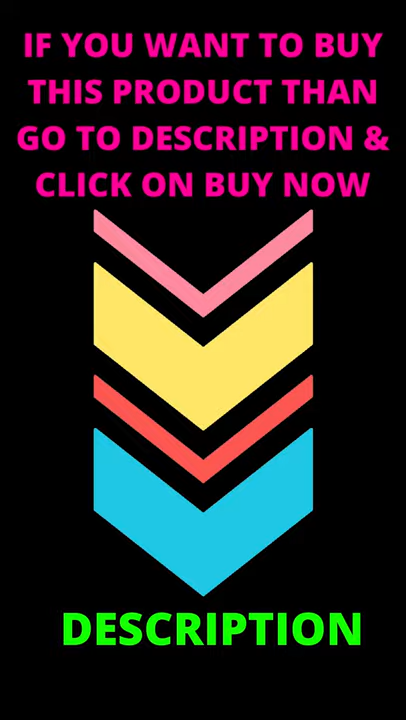 IF YOU WANT TO BUY
THIS PRODUCT THAN
GO TO DESCRIPTION &
CLICK ON BUY NOW
DESCRIPTION